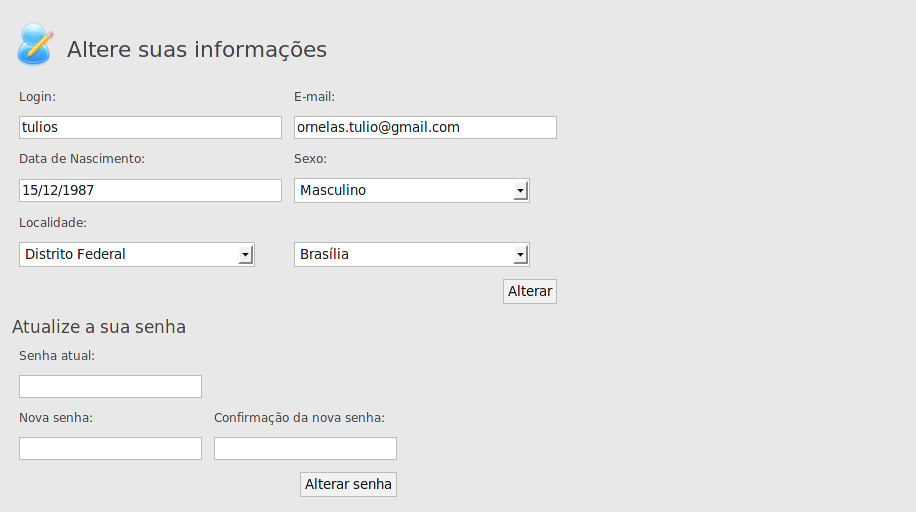 Altere suas informações
Login: E-mail:
tulios ornelas.tulio@gmail.com
Data de Nascimento: Sexo:
15/12/1987 Masculino
Localidade:
Distrito Federal Brasília
Alterar
Atualize a sua senha
Senha atual:
Nova senha: Confirmação da nova senha:
Alterar senha